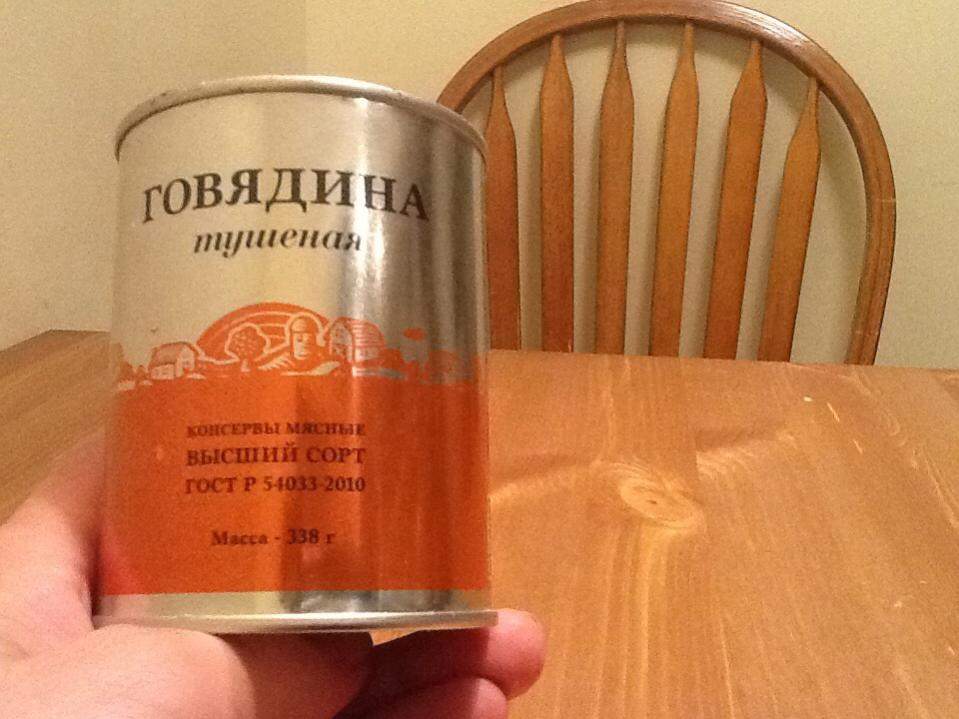 ГОВЯДИНА
тушеная
КОНСЕРВЫ МЯСНЫЕ
ВЫСШИЙ СОРТ
ГОСТ Р 54033-2010
Масса - 338 г